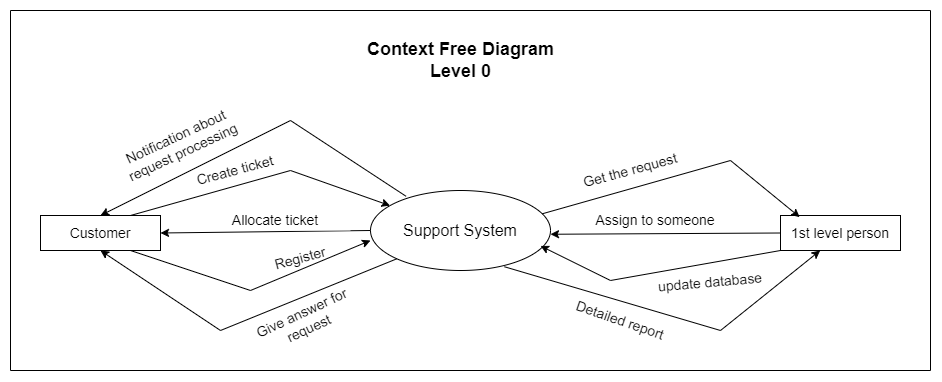 Context Free Diagram
Level 0
Notification about
request processing
Create ticket
Get the request
Allocate ticket
Assign to someone
Customer
Support System
1st level person
Register
update database
Give answer for
request
Detailed report